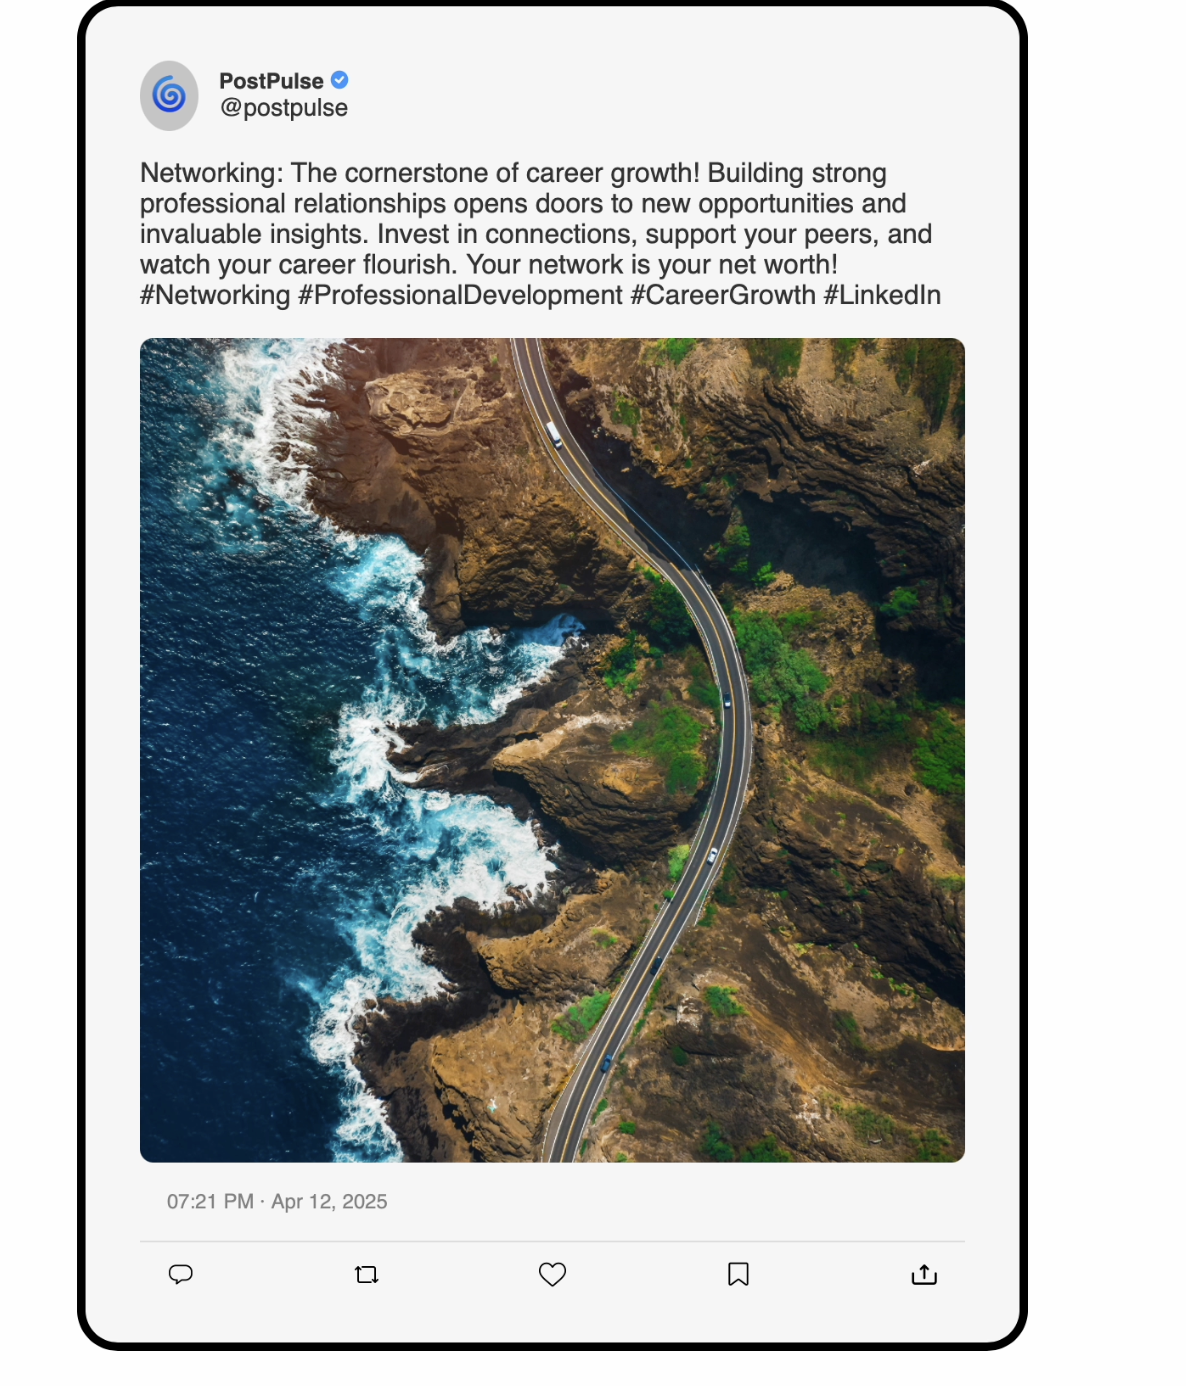 PostPulse
@postpulse
Networking: The cornerstone of career growth! Building strong
professional relationships opens doors to new opportunities and
invaluable insights. Invest in connections, support your peers, and
watch your career flourish. Your network is your net worth!
#Networking #ProfessionalDevelopment #CareerGrowth #LinkedIn
07:21 PM · Apr 12, 2025